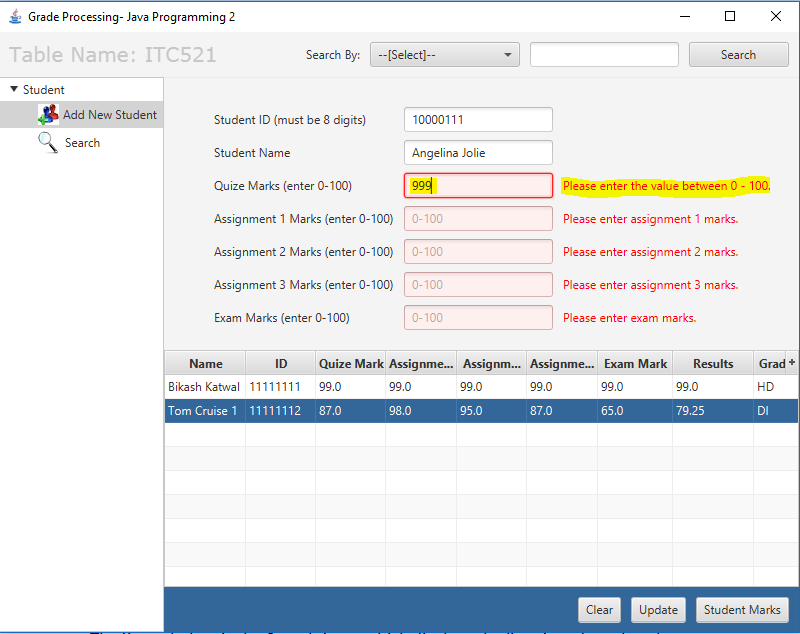 Grade Processing- Java Programming 2
Table Name: ITC521
Search By: --[Select]-- Search
Student
Add New Student
Search
Student ID (must be 8 digits) 10000111
Student Name Angelina Jolie
Quize Marks (enter 0-100) 999 Please enter the value between 0 - 100.
Assignment 1 Marks (enter 0-100) 0-100 Please enter assignment 1 marks.
Assignment 2 Marks (enter 0-100) 0-100 Please enter assignment 2 marks.
Assignment 3 Marks (enter 0-100) 0-100 Please enter assignment 3 marks.
Exam Marks (enter 0-100) 0-100 Please enter exam marks.
Name ID Quize Mark Assignme... Assignm... Assignme... Exam Mark Results Grad +
Bikash Katwal 11111111 99.0 99.0 99.0 99.0 99.0 99.0 HD
Tom Cruise 1 11111112 87.0 98.0 95.0 87.0 65.0 79.25 DI
Clear Update Student Marks